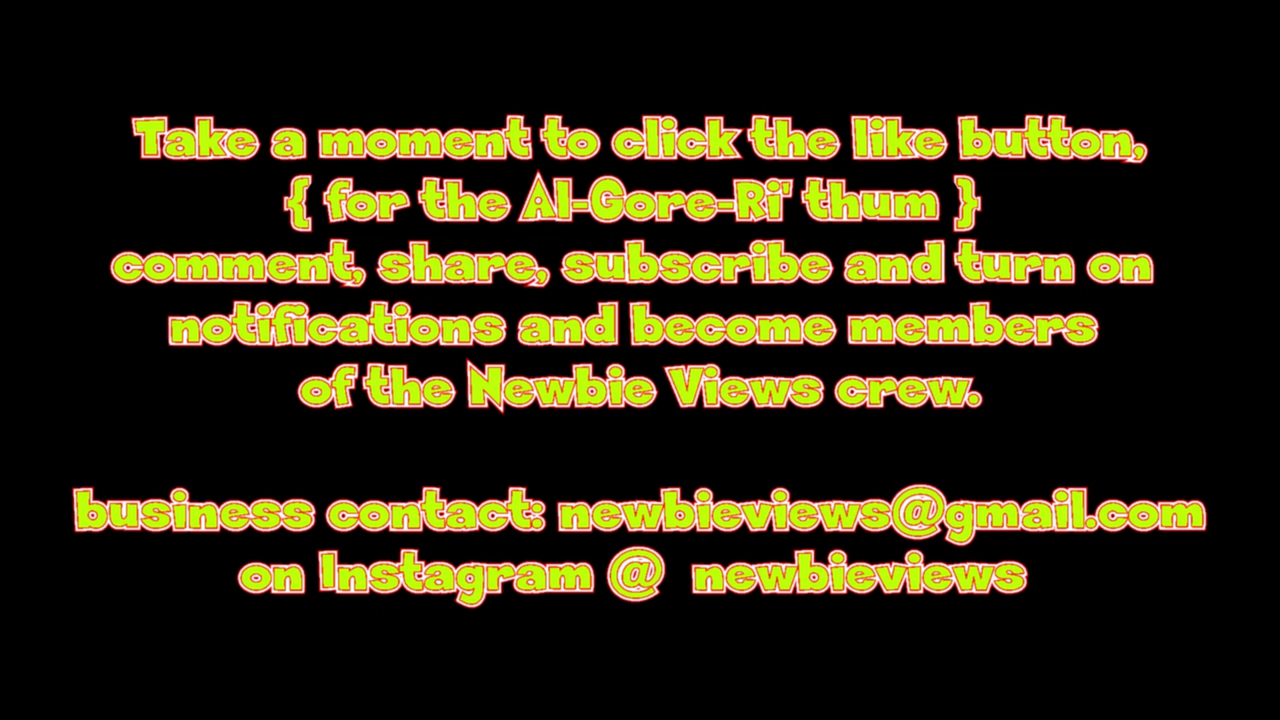 Take a moment to click the like button,
{ for the Al-Gore-Ri' thum }
comment, share, subscribe and turn on
notifications and become members
of the Newbie Views crew.
business contact: newbieviews@gmail.com
on Instagram @ newbieviews